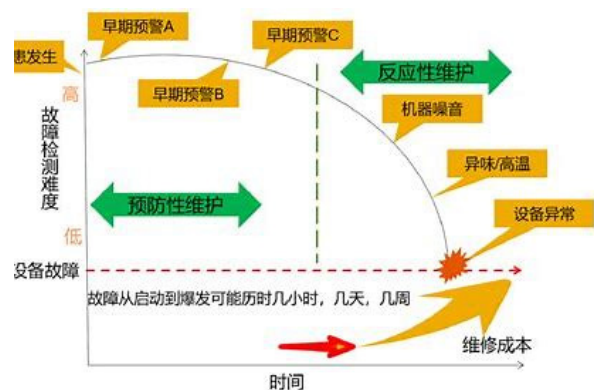 早期预警A
早期预警C
患发生
反应性维护
高
早期预警B
机器噪音
故障检测难度
异味/高温
预防性维护
设备异常
低
设备故障
故障从启动到爆发可能历时几小时，几天，几周
维修成本
时间